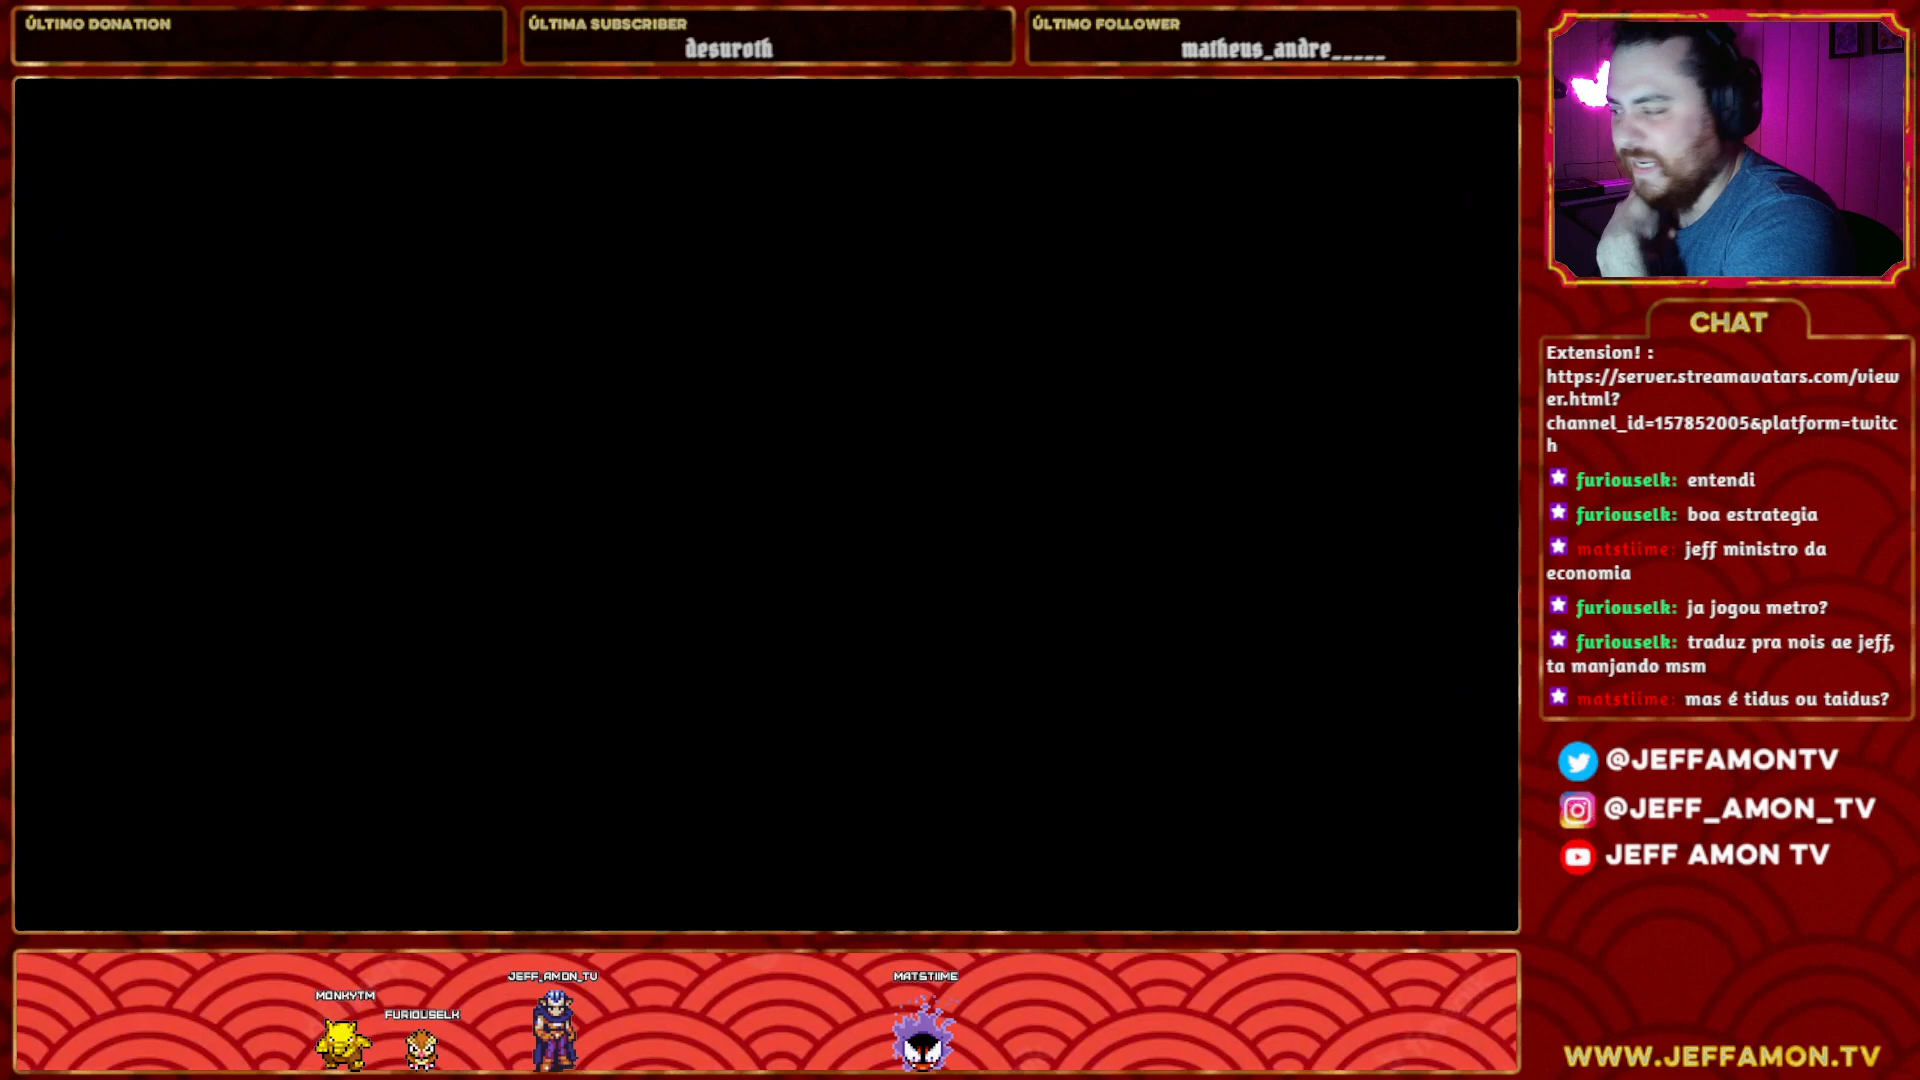 ÚLTIMO DONATION
ÚLTIMA SUBSCRIBER
desuroth
ÚLTIMO FOLLOWER
matheus_andre_____
CHAT
Extension! :
https://server.streamavatars.com/view
er.html?
channel_id=157852005&platform=twitc
h
furiouselk: entendi
furiouselk: boa estrategia
matstiime: jeff ministro da
economia
furiouselk: ja jogou metro?
furiouselk: traduz pra nois ae jeff,
ta manjando msm
matstiime: mas é tidus ou taidus?
@JEFFAMONTV
@JEFF_AMON_TV
JEFF AMON TV
WWW.JEFFAMON.TV
JEFF_AMON_TV
MATSTIIME
MONKYTM
FURIOUSELK